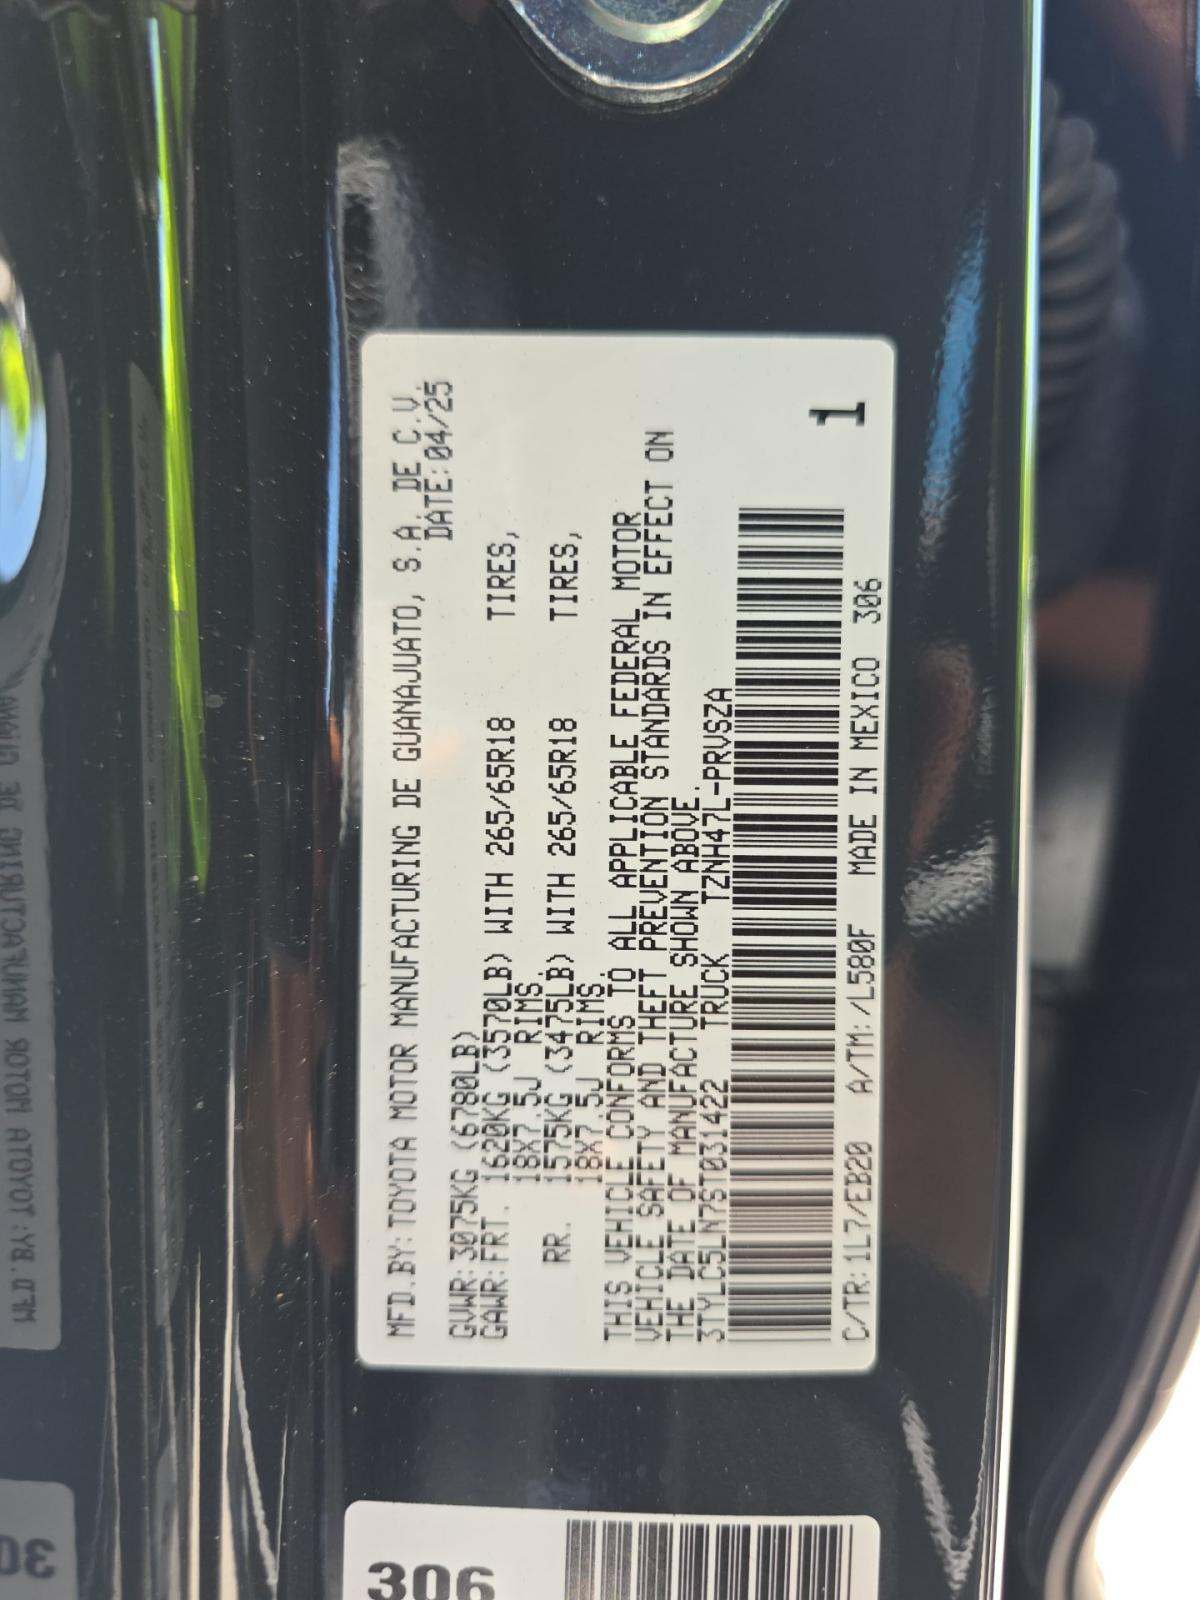 MFD.BY:TOYOTA MOTOR MANUFACTURING DE GUANAJUATO, S.A. DE C.V.
DATE:04/25
GVWR:3075KG (6780LB)
GAWR:FRT. 1620KG (3570LB) WITH 265/65R18 TIRES,
18X7.5J RIMS.
RR. 1575KG (3475LB) WITH 265/65R18 TIRES,
18X7.5J RIMS.
THIS VEHICLE CONFORMS TO ALL APPLICABLE FEDERAL MOTOR
VEHICLE SAFETY AND THEFT PREVENTION STANDARDS IN EFFECT ON
THE DATE OF MANUFACTURE SHOWN ABOVE.
3TYLC5LN7ST031422 TRUCK TZNH47L-PRVSZA
1
C/TR:1L7/EB20 A/TM:/L580F MADE IN MEXICO 306
306